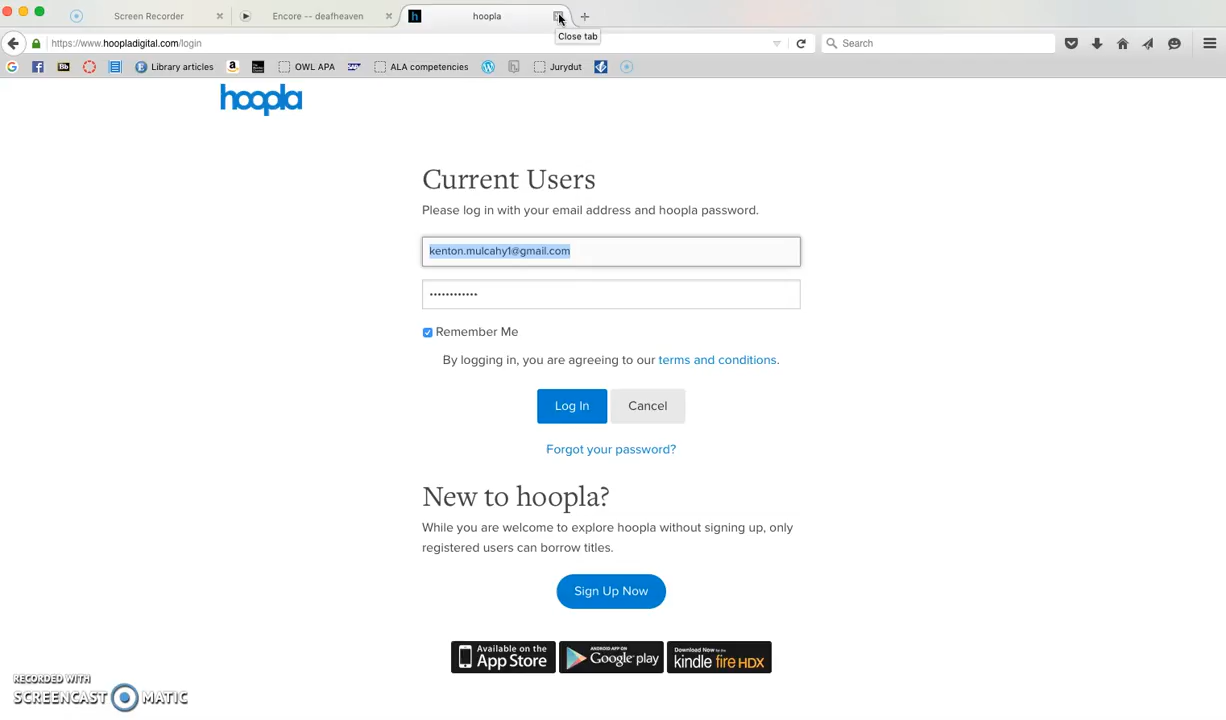 Screen Recorder
Encore -- deafheaven
hoopla
Close tab
https://www.hoopladigital.com/login
Search
Library articles
OWL APA
ALA competencies
Jurydut
hoopla
Current Users
Please log in with your email address and hoopla password.
kenton.mulcahy1@gmail.com
Remember Me
By logging in, you are agreeing to our terms and conditions.
Log In
Cancel
Forgot your password?
New to hoopla?
While you are welcome to explore hoopla without signing up, only
registered users can borrow titles.
Sign Up Now
Available on the
App Store
ANDROID APP ON
Google play
Download Now for the
kindle fire HDX
RECORDED WITH
SCREENCAST MATIC